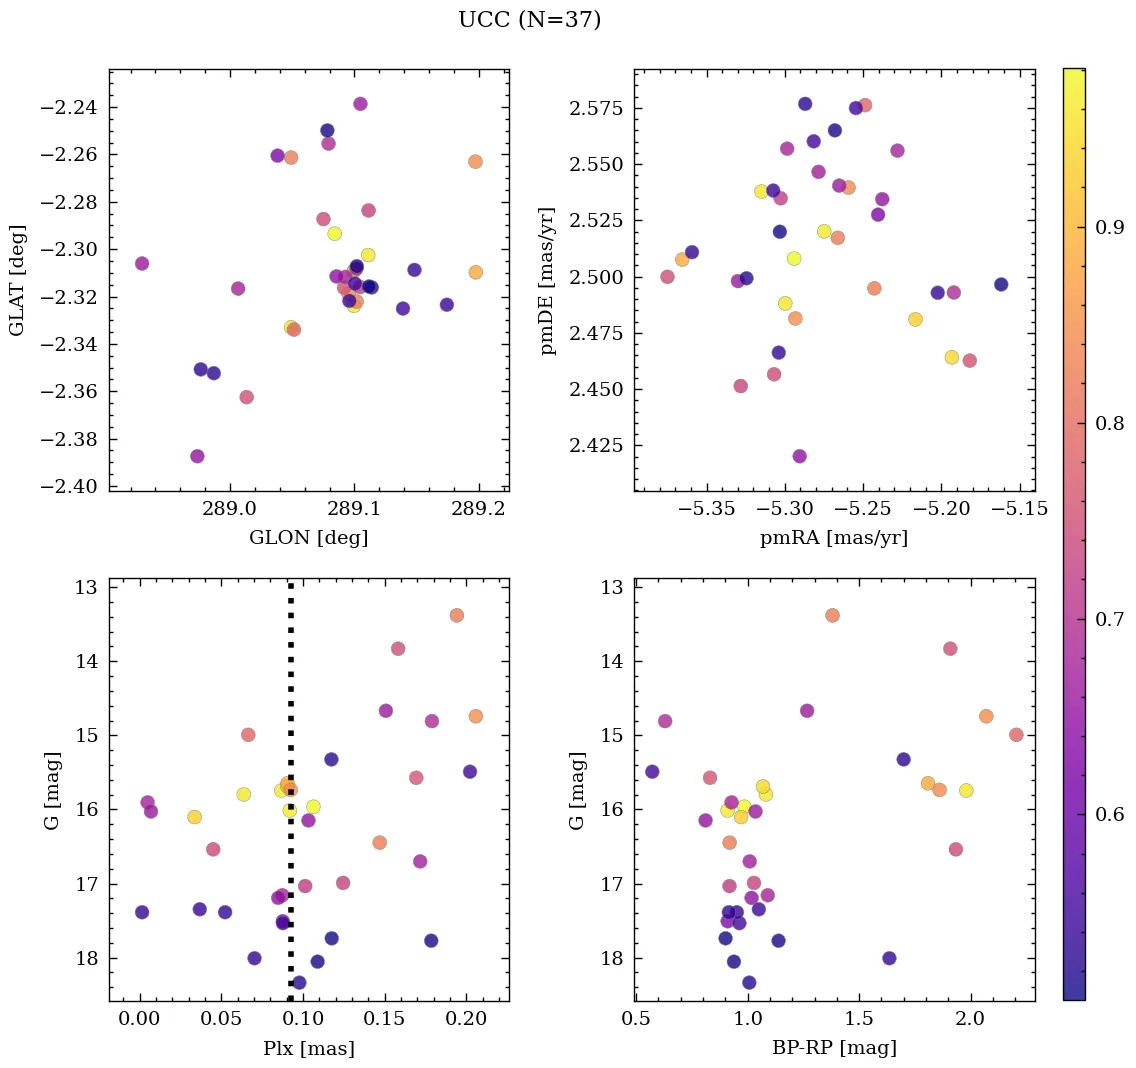 UCC (N=37)
−2.24
−2.26
−2.28
−2.30
−2.32
−2.34
−2.36
−2.38
−2.40
GLAT [deg]
289.0 289.1 289.2
GLON [deg]
2.575
2.550
2.525
2.500
2.475
2.450
2.425
pmDE [mas/yr]
−5.35 −5.30 −5.25 −5.20 −5.15
pmRA [mas/yr]
0.9
0.8
0.7
0.6
13
14
15
16
17
18
G [mag]
0.00 0.05 0.10 0.15 0.20
Plx [mas]
13
14
15
16
17
18
G [mag]
0.5 1.0 1.5 2.0
BP-RP [mag]